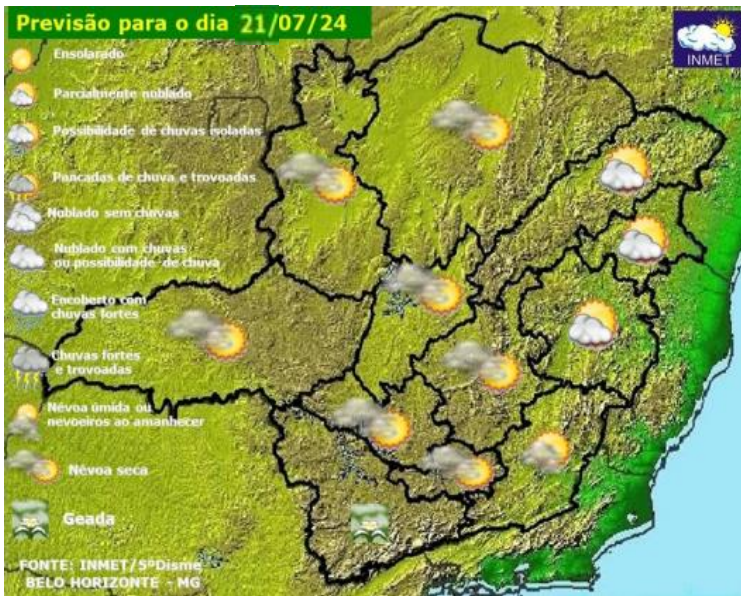 Previsão para o dia 21/07/24
INMET
Ensolarado
Parcialmente nublado
Possibilidade de chuvas isoladas
Pancadas de chuva e trovoadas
Nublado sem chuvas
Nublado com chuvas
ou possibilidade de chuva
Encoberto com
chuvas fortes
Chuvas fortes
e trovoadas
Névoa úmida ou
nevoeiros ao amanhecer
Névoa seca
Geada
FONTE: INMET/5ºDisme
BELO HORIZONTE - MG